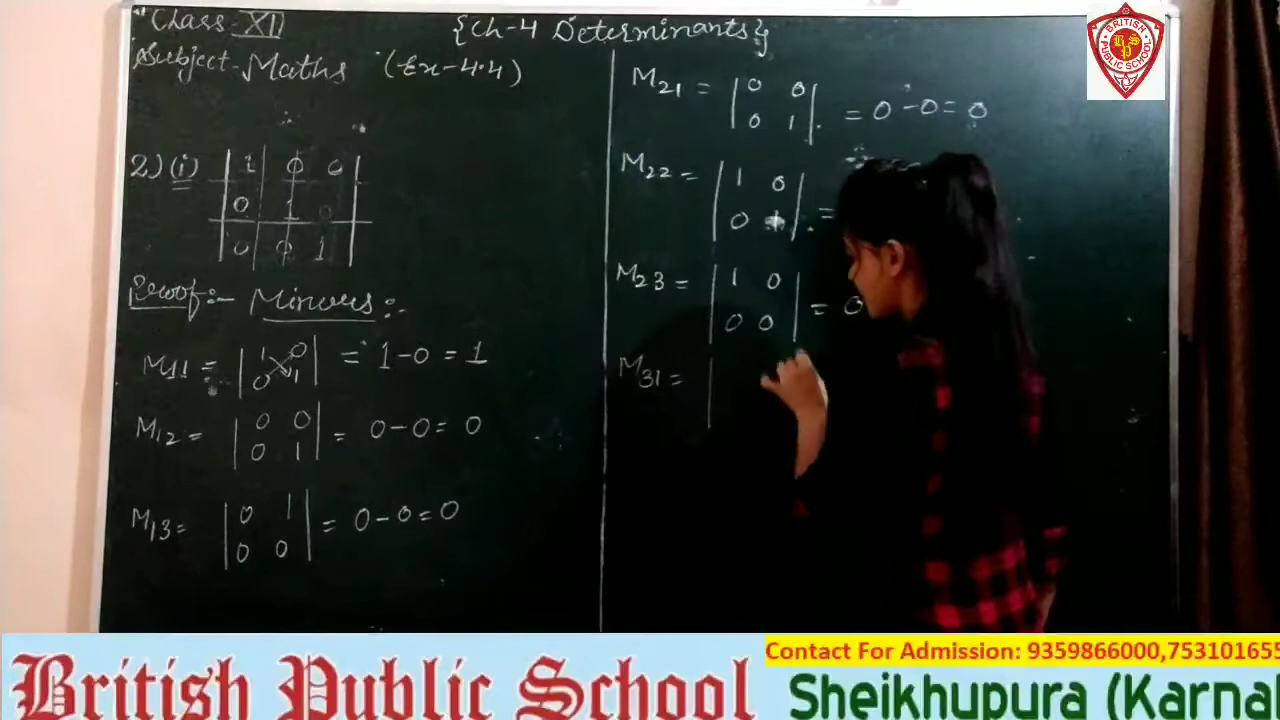 Class-XI
{Ch-4 Determinants}
Subject-Maths (Ex-4.4)
2)(i) | 1 0 0 |
| 0 1 0 |
| 0 0 1 |
Proof:- Minors:-
M11 = | 1 0 | = 1-0 = 1
| 0 1 |
M12 = | 0 0 | = 0-0 = 0
| 0 1 |
M13 = | 0 1 | = 0-0 = 0
| 0 0 |
M21 = | 0 0 | = 0-0 = 0
| 0 1 |
M22 = | 1 0 | =
| 0 1 |
M23 = | 1 0 | = 0
| 0 0 |
M31 = |
BRITISH
PUBLIC SCHOOL
BPS
British Public School
Contact For Admission: 9359866000,753101655
Sheikhupura (Karnal